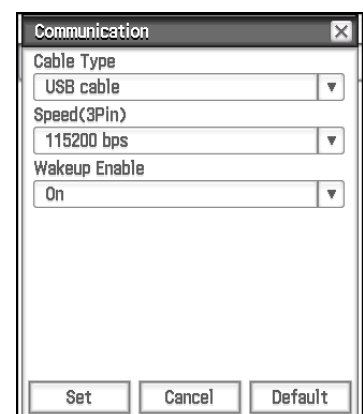 Communication
Cable Type
USB cable
Speed(3Pin)
115200 bps
Wakeup Enable
On
Set Cancel Default